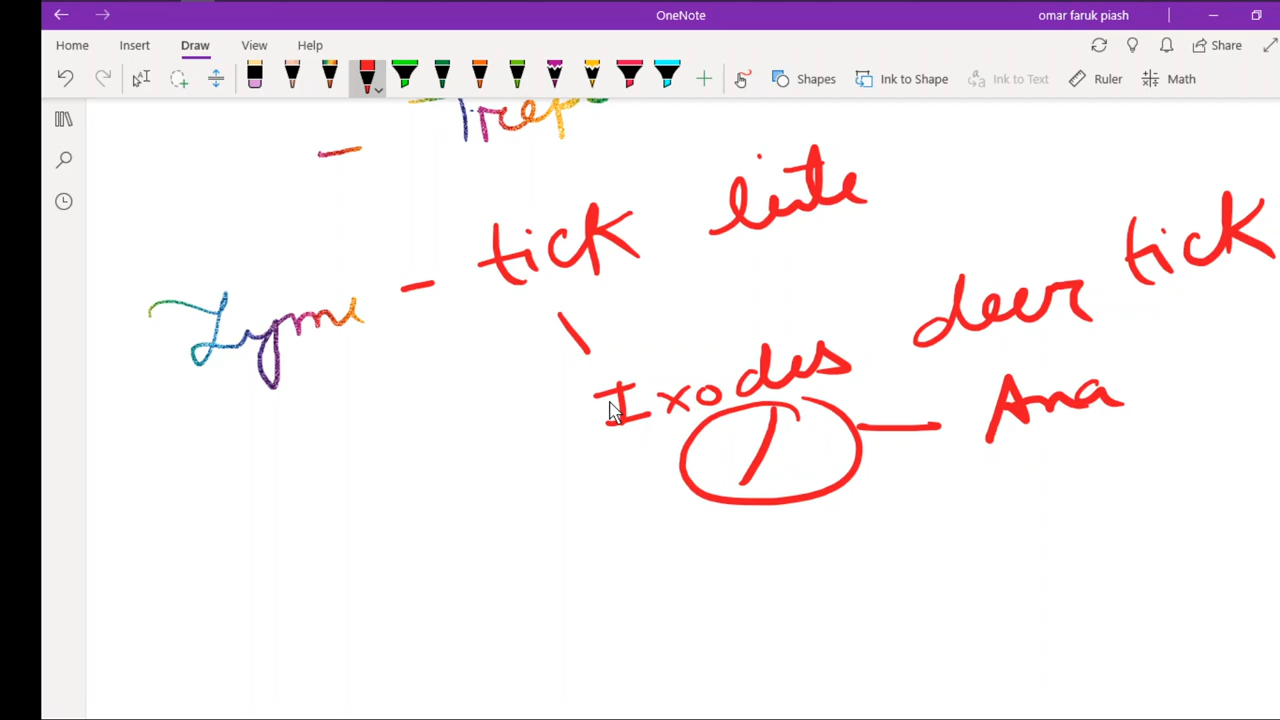 OneNote
omar faruk piash
Home Insert Draw View Help
Share
Shapes Ink to Shape Ink to Text Ruler Math
Trep
- tick bite deer tick
Lyme
Ixodes
Ana